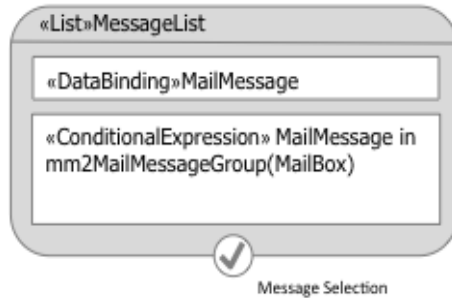 «List»MessageList
«DataBinding»MailMessage
«ConditionalExpression» MailMessage in
mm2MailMessageGroup(MailBox)
Message Selection